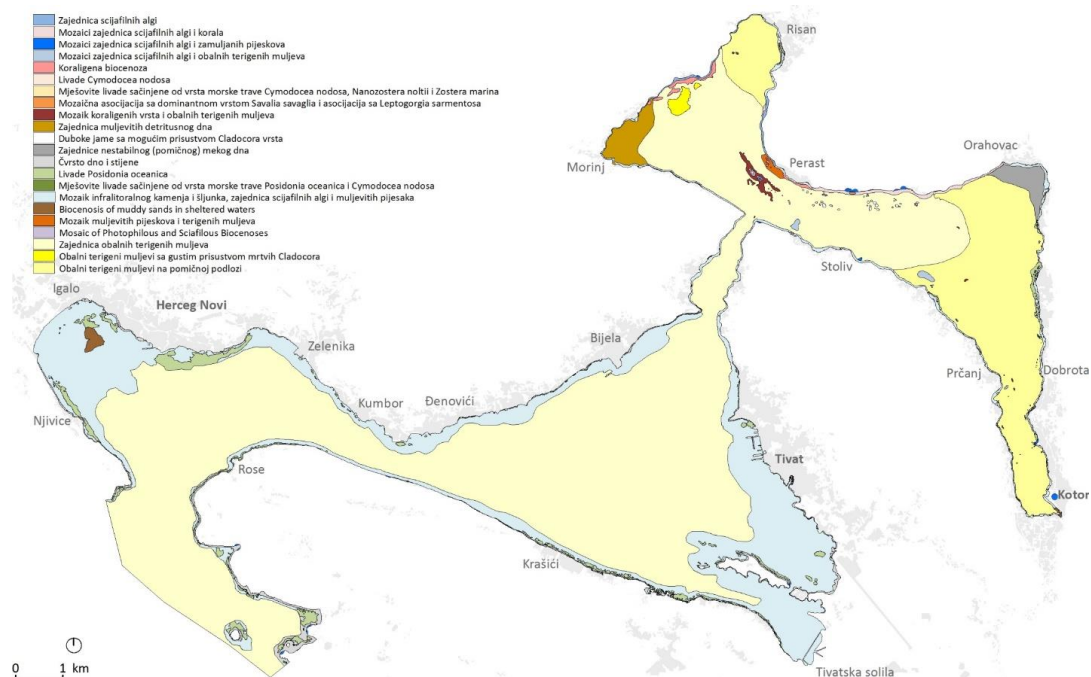 Zajednica scijafilnih algi
Mozaici zajednica scijafilnih algi i korala
Mozaici zajednica scijafilnih algi i zamuljanih pijeskova
Mozaici zajednica scijafilnih algi i obalnih terigenih muljeva
Koraligena biocenoza
Livade Cymodocea nodosa
Mješovite livade sačinjene od vrsta morske trave Cymodocea nodosa, Nanozostera noltii i Zostera marina
Mozaična asocijacija sa dominantnom vrstom Savalia savaglia i asocijacija sa Leptogorgia sarmentosa
Mozaik koraligenih vrsta i obalnih terigenih muljeva
Zajednica muljevitih detritusnog dna
Duboke jame sa mogućim prisustvom Cladocora vrsta
Zajednice nestabilnog (pomičnog) mekog dna
Čvrsto dno i stijene
Livade Posidonia oceanica
Mješovite livade sačinjene od vrsta morske trave Posidonia oceanica i Cymodocea nodosa
Mozaik infralitoralnog kamenja i šljunka, zajednica scijafilnih algi i muljevitih pijesaka
Biocenosis of muddy sands in sheltered waters
Mozaik muljevitih pijeskova i terigenih muljeva
Mosaic of Photophilous and Sciafilous Biocenoses
Zajednica obalnih terigenih muljeva
Obalni terigeni muljevi sa gustim prisustvom mrtvih Cladocora
Obalni terigeni muljevi na pomičnoj podlozi
Risan
Morinj
Perast
Orahovac
Stoliv
Igalo
Herceg Novi
Zelenika
Bijela
Kumbor
Đenovići
Prčanj
Dobrota
Njivice
Rose
Tivat
Kotor
Krašići
Tivatska solila
0 1 km